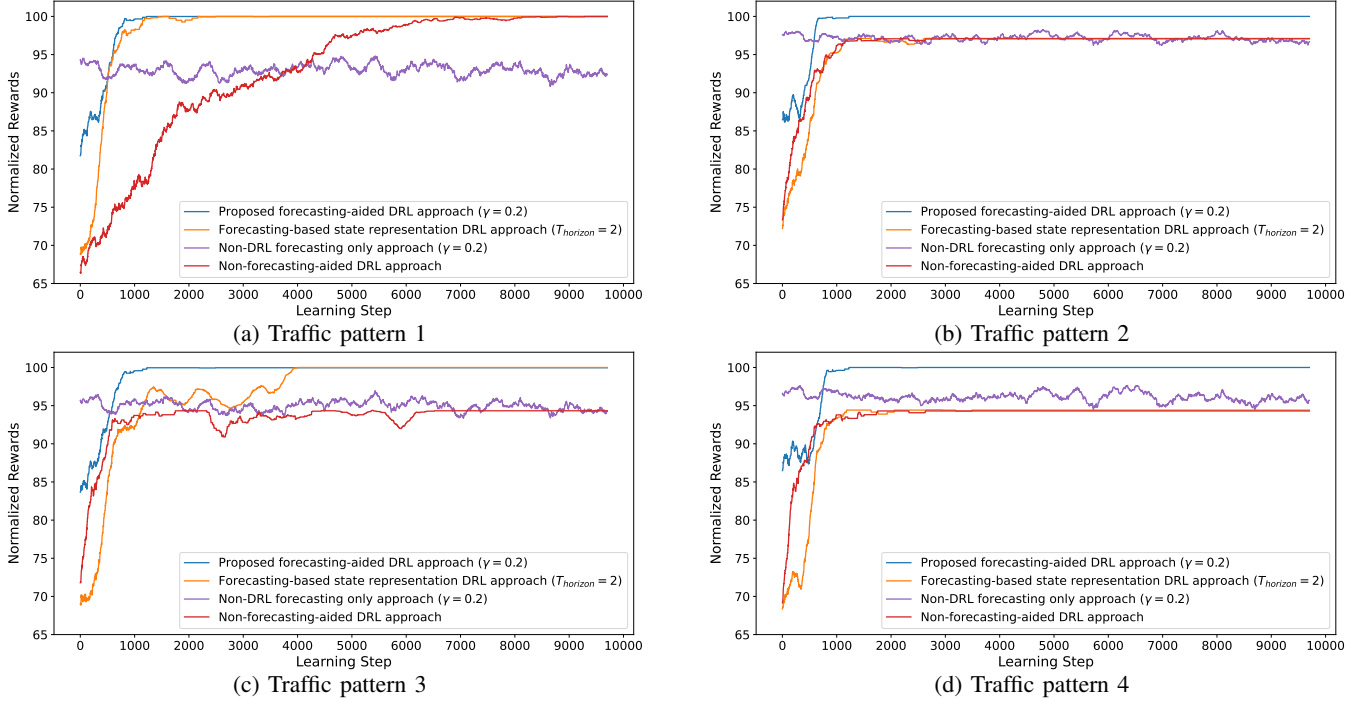 100
95
90
85
80
75
70
65
Normalized Rewards
Proposed forecasting-aided DRL approach (γ = 0.2)
Forecasting-based state representation DRL approach (T_horizon = 2)
Non-DRL forecasting only approach (γ = 0.2)
Non-forecasting-aided DRL approach
0 1000 2000 3000 4000 5000 6000 7000 8000 9000 10000
Learning Step
(a) Traffic pattern 1
100
95
90
85
80
75
70
65
Normalized Rewards
Proposed forecasting-aided DRL approach (γ = 0.2)
Forecasting-based state representation DRL approach (T_horizon = 2)
Non-DRL forecasting only approach (γ = 0.2)
Non-forecasting-aided DRL approach
0 1000 2000 3000 4000 5000 6000 7000 8000 9000 10000
Learning Step
(b) Traffic pattern 2
100
95
90
85
80
75
70
65
Normalized Rewards
Proposed forecasting-aided DRL approach (γ = 0.2)
Forecasting-based state representation DRL approach (T_horizon = 2)
Non-DRL forecasting only approach (γ = 0.2)
Non-forecasting-aided DRL approach
0 1000 2000 3000 4000 5000 6000 7000 8000 9000 10000
Learning Step
(c) Traffic pattern 3
100
95
90
85
80
75
70
65
Normalized Rewards
Proposed forecasting-aided DRL approach (γ = 0.2)
Forecasting-based state representation DRL approach (T_horizon = 2)
Non-DRL forecasting only approach (γ = 0.2)
Non-forecasting-aided DRL approach
0 1000 2000 3000 4000 5000 6000 7000 8000 9000 10000
Learning Step
(d) Traffic pattern 4